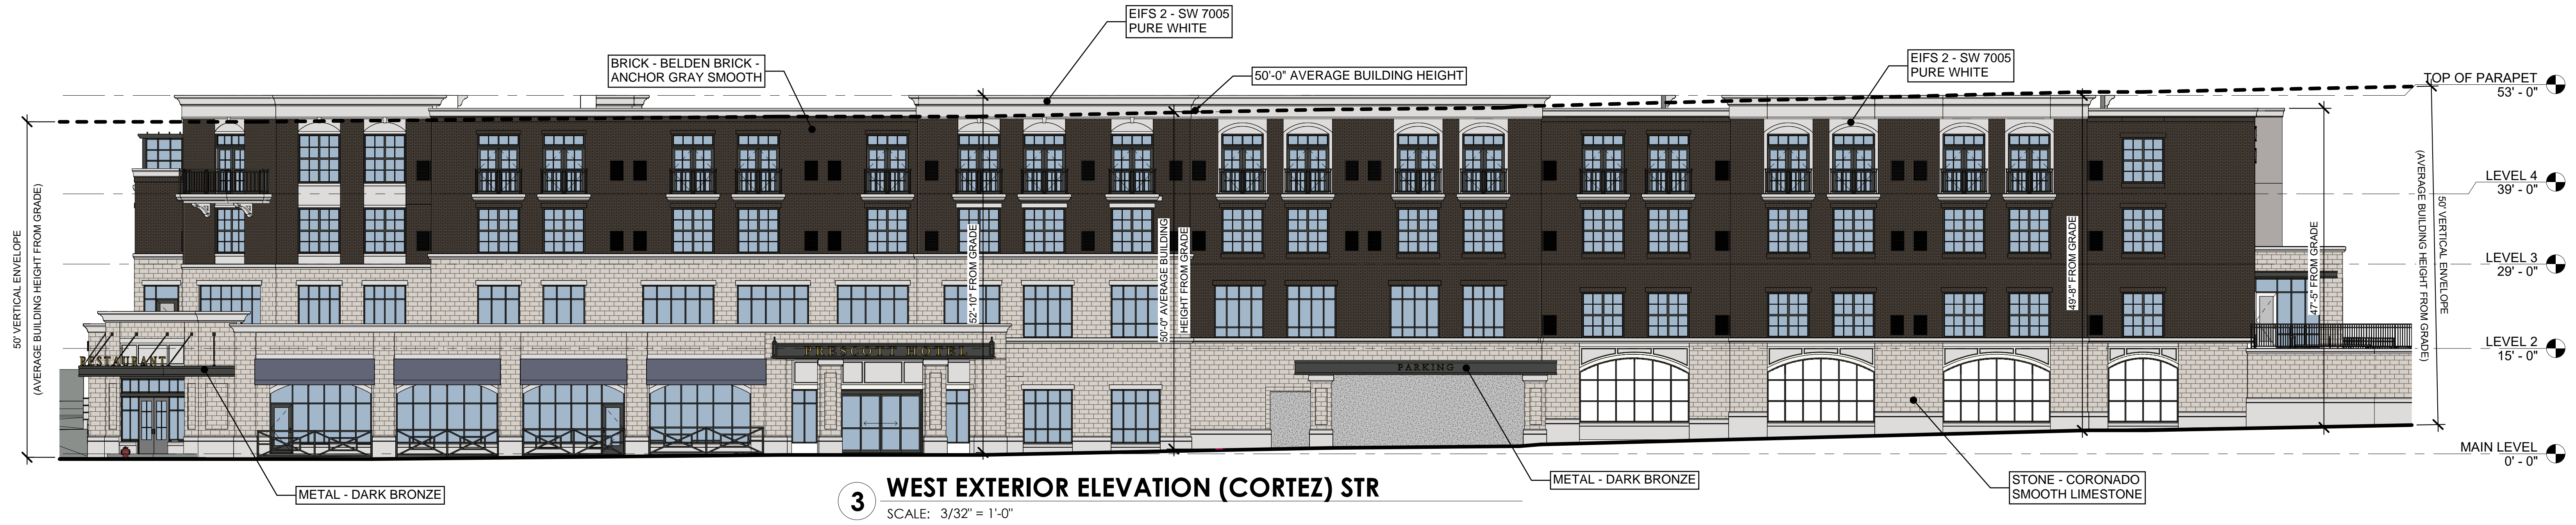 EIFS 2 - SW 7005
PURE WHITE
BRICK - BELDEN BRICK -
ANCHOR GRAY SMOOTH
50'-0" AVERAGE BUILDING HEIGHT
EIFS 2 - SW 7005
PURE WHITE
TOP OF PARAPET
53' - 0"
LEVEL 4
39' - 0"
LEVEL 3
29' - 0"
LEVEL 2
15' - 0"
MAIN LEVEL
0' - 0"
50' VERTICAL ENVELOPE
(AVERAGE BUILDING HEIGHT FROM GRADE)
52'-10" FROM GRADE
50'-0" AVERAGE BUILDING
HEIGHT FROM GRADE
49'-8" FROM GRADE
47'-5" FROM GRADE
50' VERTICAL ENVELOPE
(AVERAGE BUILDING HEIGHT FROM GRADE)
RESTAURANT
PRESCOTT HOTEL
PARKING
METAL - DARK BRONZE
METAL - DARK BRONZE
STONE - CORONADO
SMOOTH LIMESTONE
3
WEST EXTERIOR ELEVATION (CORTEZ) STR
SCALE: 3/32" = 1'-0"